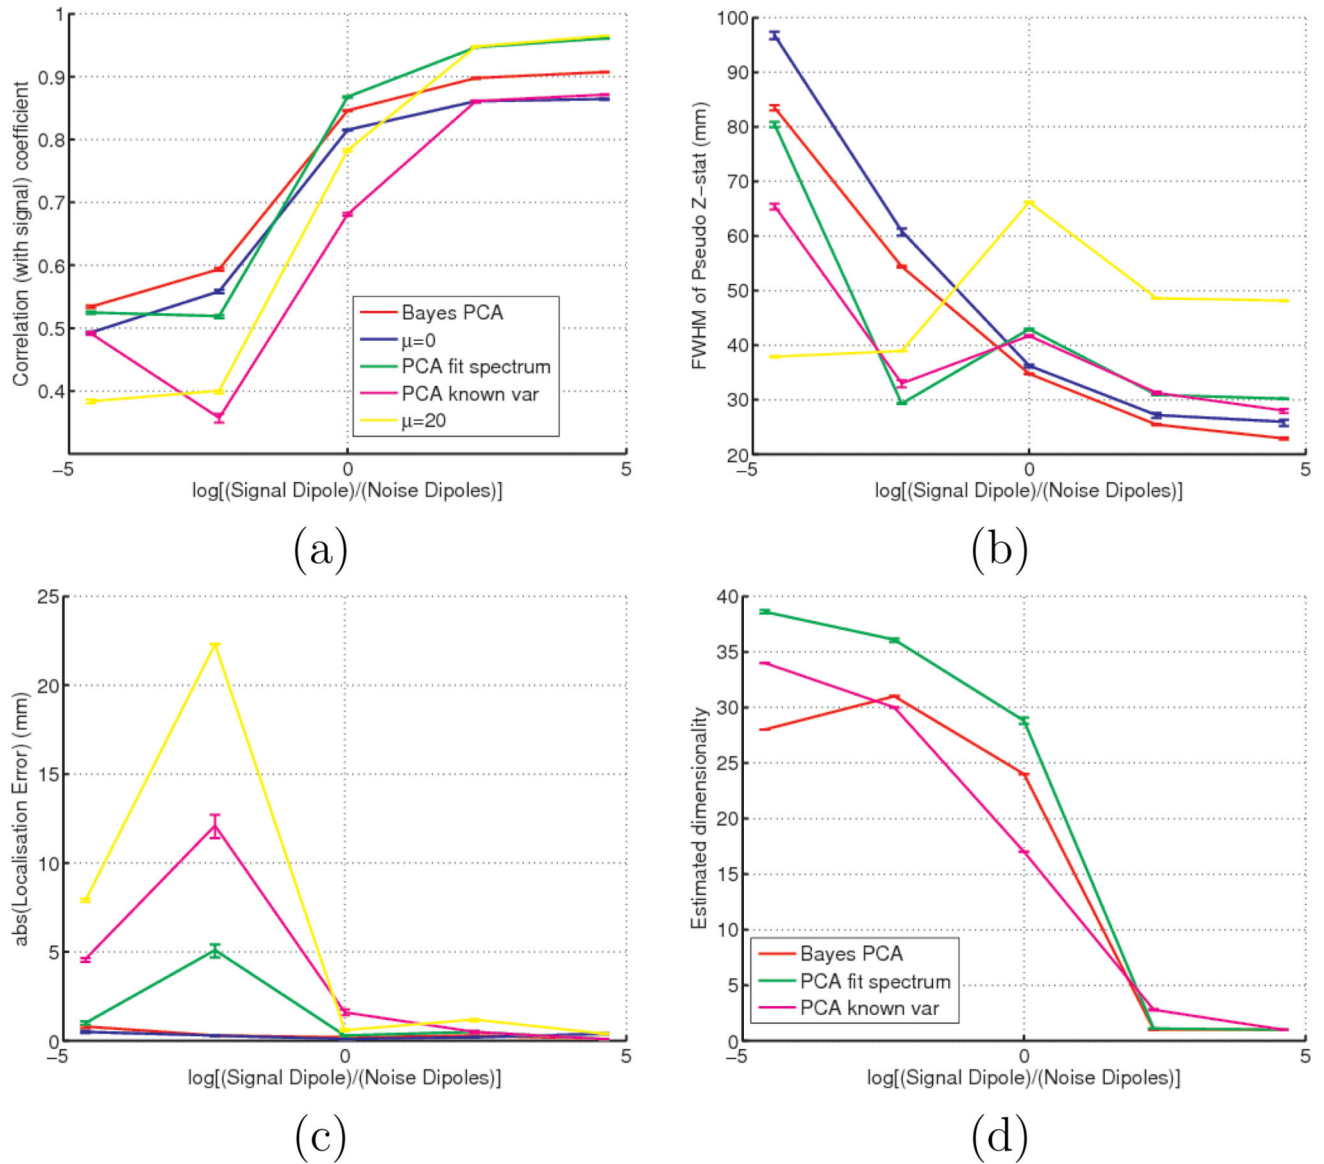 1
0.9
0.8
0.7
0.6
0.5
0.4
−5
0
5
Correlation (with signal) coefficient
log[(Signal Dipole)/(Noise Dipoles)]
Bayes PCA
μ=0
PCA fit spectrum
PCA known var
μ=20
(a)
100
90
80
70
60
50
40
30
20
−5
0
5
FWHM of Pseudo Z−stat (mm)
log[(Signal Dipole)/(Noise Dipoles)]
(b)
25
20
15
10
5
0
−5
0
5
abs(Localisation Error) (mm)
log[(Signal Dipole)/(Noise Dipoles)]
(c)
40
35
30
25
20
15
10
5
0
−5
0
5
Estimated dimensionality
log[(Signal Dipole)/(Noise Dipoles)]
Bayes PCA
PCA fit spectrum
PCA known var
(d)